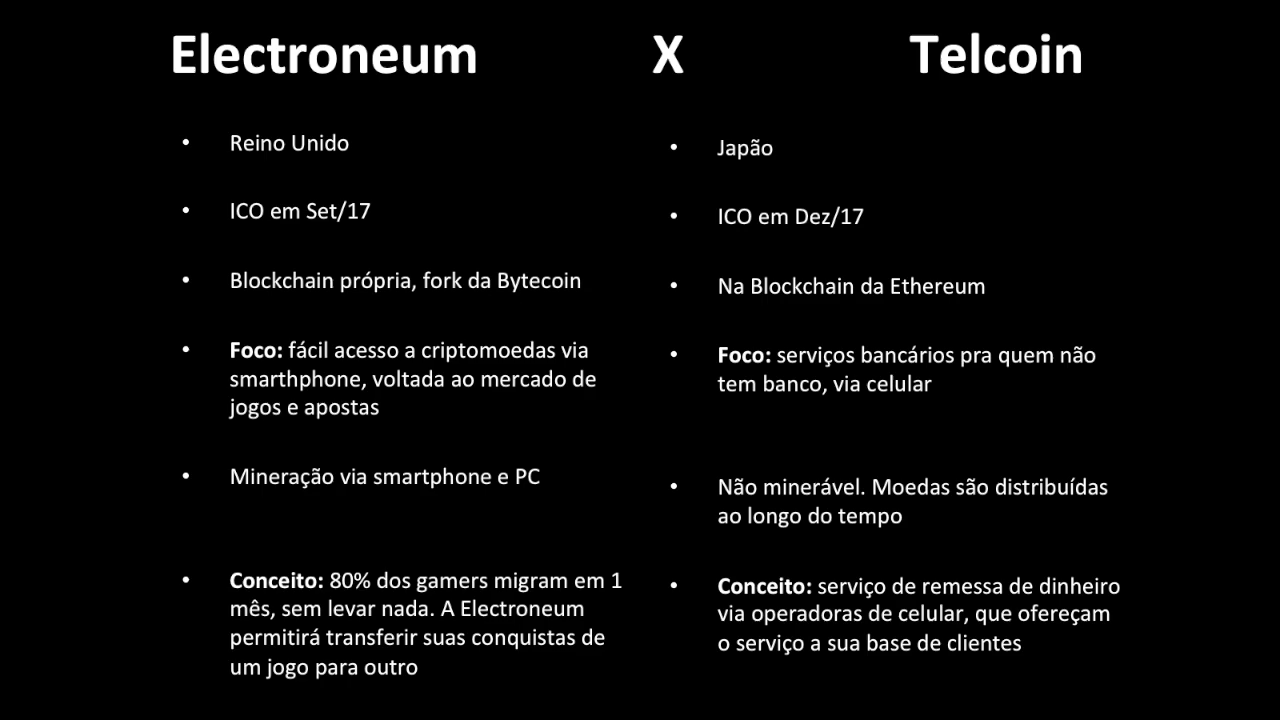 Electroneum X Telcoin
• Reino Unido
• ICO em Set/17
• Blockchain própria, fork da Bytecoin
• Foco: fácil acesso a criptomoedas via
smarthphone, voltada ao mercado de
jogos e apostas
• Mineração via smartphone e PC
• Conceito: 80% dos gamers migram em 1
mês, sem levar nada. A Electroneum
permitirá transferir suas conquistas de
um jogo para outro
• Japão
• ICO em Dez/17
• Na Blockchain da Ethereum
• Foco: serviços bancários pra quem não
tem banco, via celular
• Não minerável. Moedas são distribuídas
ao longo do tempo
• Conceito: serviço de remessa de dinheiro
via operadoras de celular, que ofereçam
o serviço a sua base de clientes